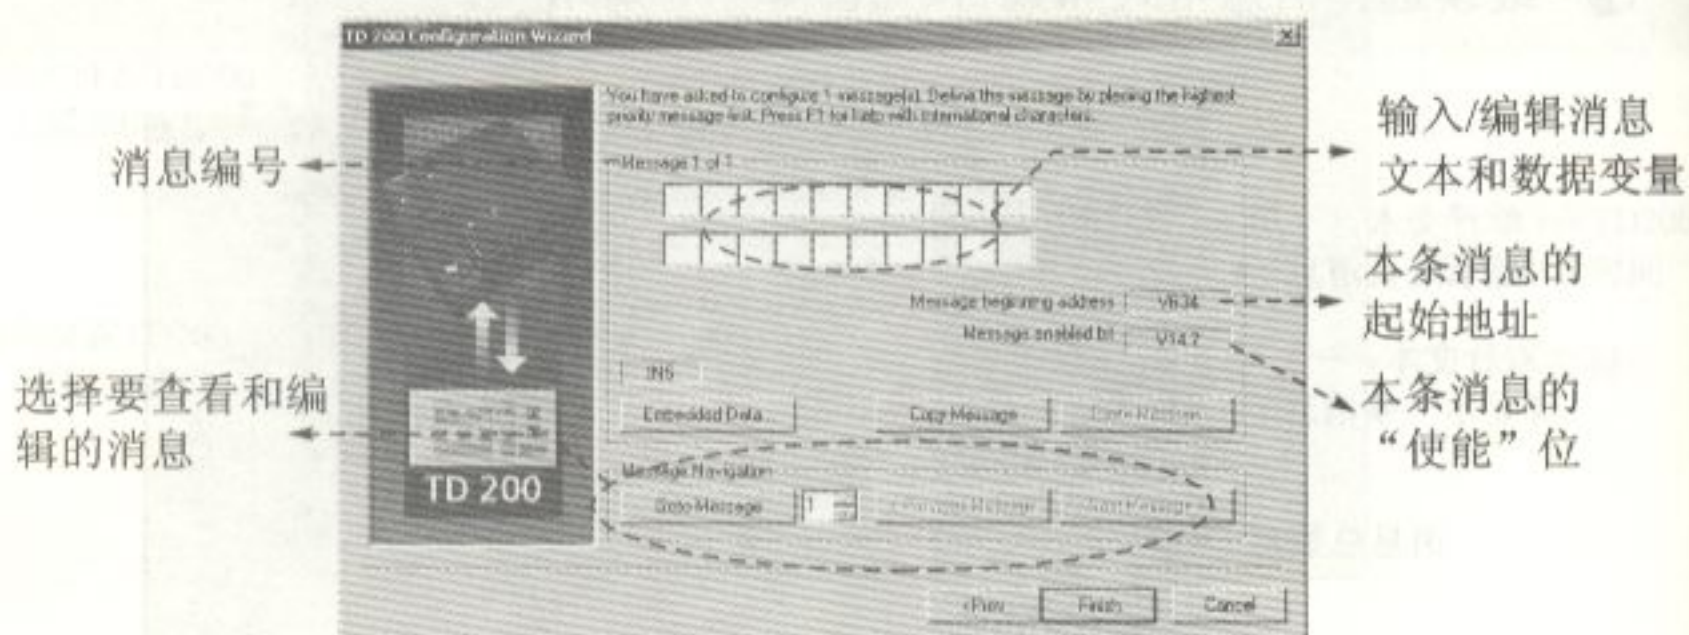 TD 200 Configuration Wizard
You have asked to configure 1 message(s). Define the message by placing the highest
priority message first. Press F1 for help with international characters.
消息编号
Message 1 of 1
输入/编辑消息
文本和数据变量
Message beginning address
本条消息的
起始地址
Message enabled bit
V14.7
本条消息的
“使能”位
INS
Embedded Data...
Copy Message
选择要查看和编
辑的消息
Message Navigation
TD 200
Goto Message
1
<Prev
Finish
Cancel